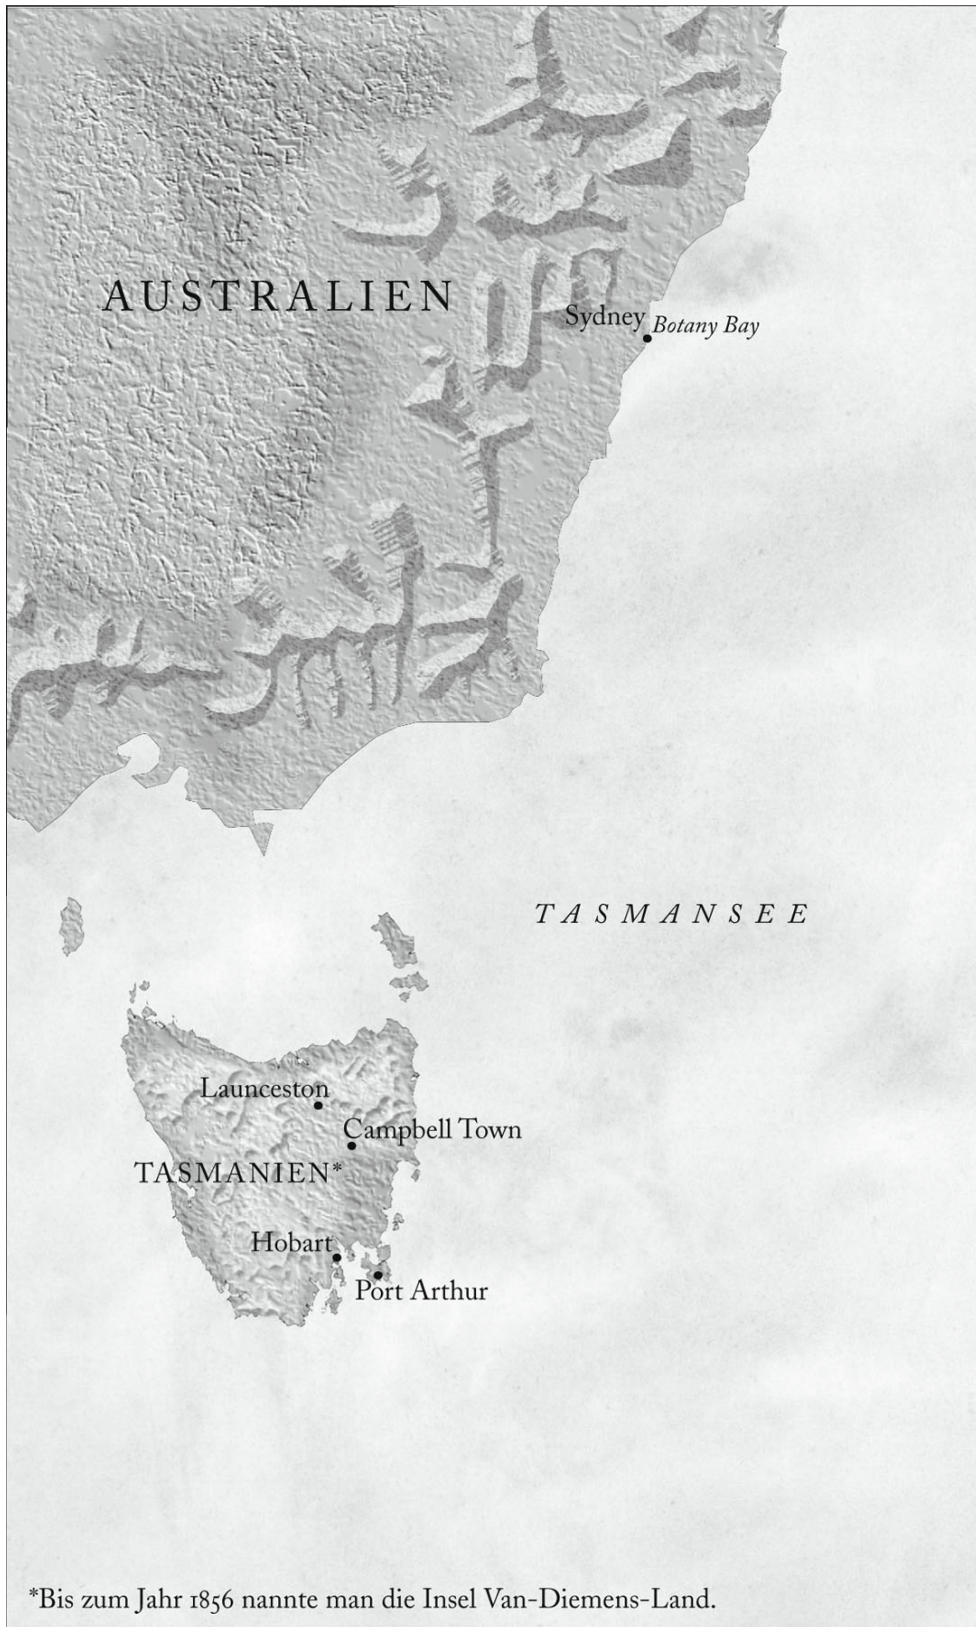 AUSTRALIEN
Sydney
Botany Bay
TASMANSEE
Launceston
Campbell Town
TASMANIEN*
Hobart
Port Arthur
*Bis zum Jahr 1856 nannte man die Insel Van-Diemens-Land.